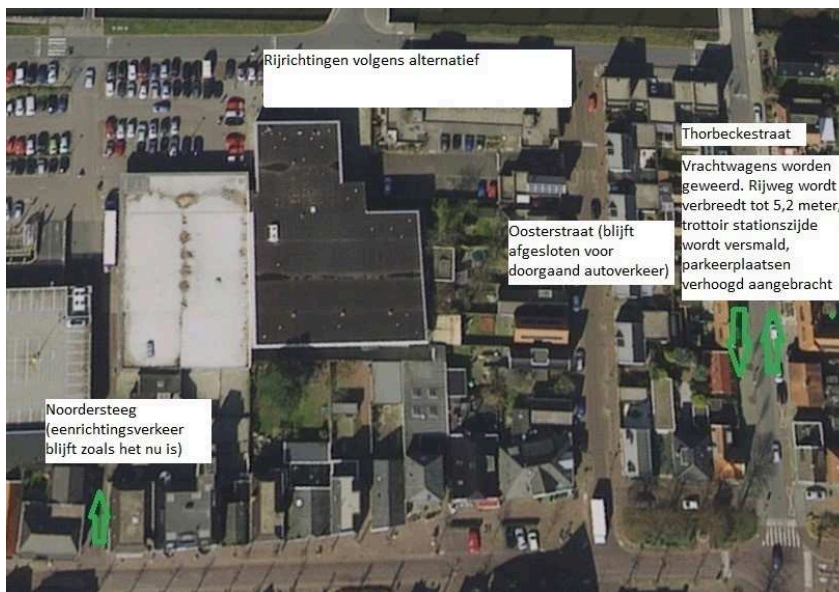 Rijrichtingen volgens alternatief
Thorbeckestraat
Vrachtwagens worden
geweerd. Rijweg wordt
verbreedt tot 5,2 meter,
trottoir stationszijde
wordt versmald,
parkeerplaatsen
verhoogd aangebracht
Oosterstraat (blijft
afgesloten voor
doorgaand autoverkeer)
Noordersteeg
(eenrichtingsverkeer
blijft zoals het nu is)